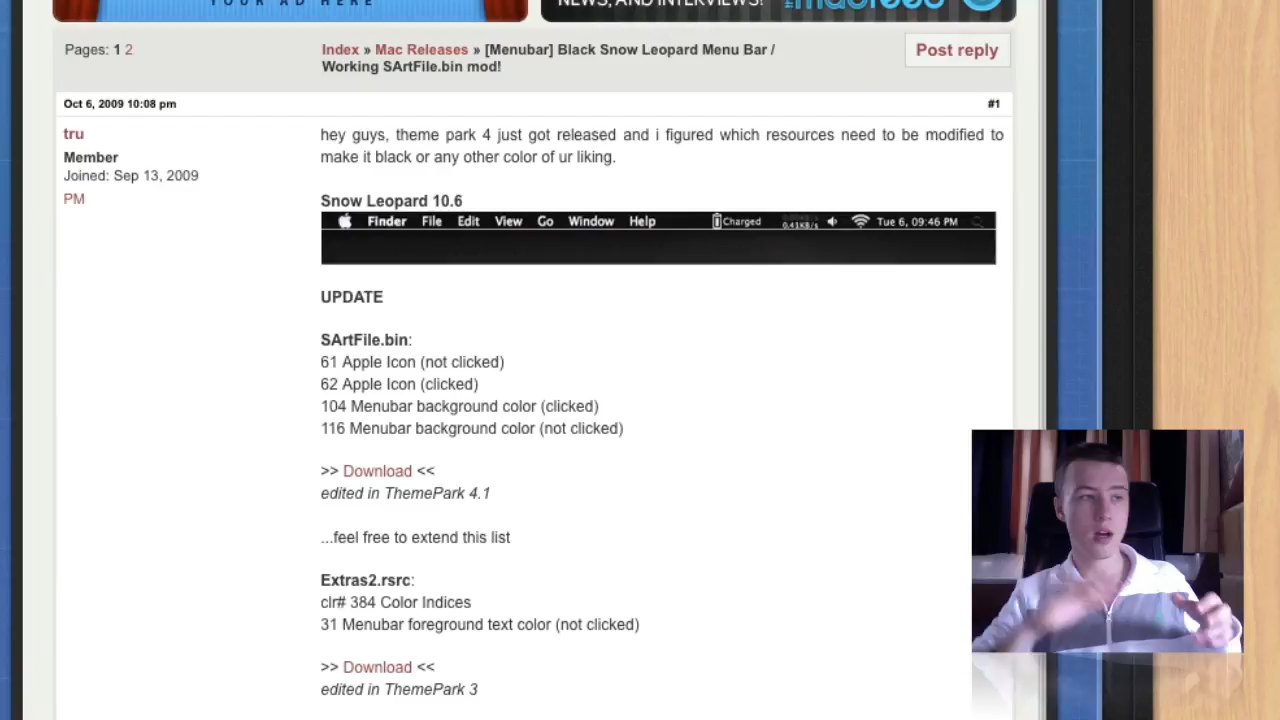 YOUR AD HERE
NEWS, AND INTERVIEWS!
Pages: 1 2
Index » Mac Releases » [Menubar] Black Snow Leopard Menu Bar /
Working SArtFile.bin mod!
Post reply
Oct 6, 2009 10:08 pm
#1
tru
Member
Joined: Sep 13, 2009
PM
hey guys, theme park 4 just got released and i figured which resources need to be modified to
make it black or any other color of ur liking.
Snow Leopard 10.6
Finder File Edit View Go Window Help Charged 0.41KB/s Tue 6, 09:46 PM
UPDATE
SArtFile.bin:
61 Apple Icon (not clicked)
62 Apple Icon (clicked)
104 Menubar background color (clicked)
116 Menubar background color (not clicked)
>> Download <<
edited in ThemePark 4.1
...feel free to extend this list
Extras2.rsrc:
clr# 384 Color Indices
31 Menubar foreground text color (not clicked)
>> Download <<
edited in ThemePark 3